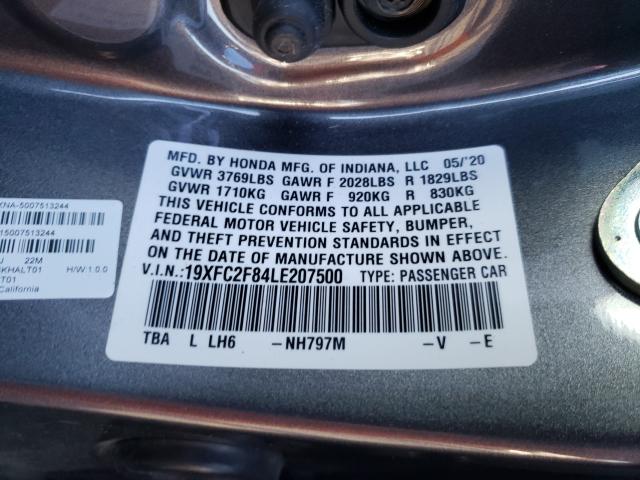 MFD. BY HONDA MFG. OF INDIANA, LLC 05/'20
GVWR 3769LBS GAWR F 2028LBS R 1829LBS
GVWR 1710KG GAWR F 920KG R 830KG
THIS VEHICLE CONFORMS TO ALL APPLICABLE
FEDERAL MOTOR VEHICLE SAFETY, BUMPER,
AND THEFT PREVENTION STANDARDS IN EFFECT
ON THE DATE OF MANUFACTURE SHOWN ABOVE.
V.I.N.:19XFC2F84LE207500 TYPE: PASSENGER CAR
TBA L LH6 -NH797M -V -E
XNA-5007513244
15007513244
J 22M
KHALT01 H/W:1.0.0
T01
California